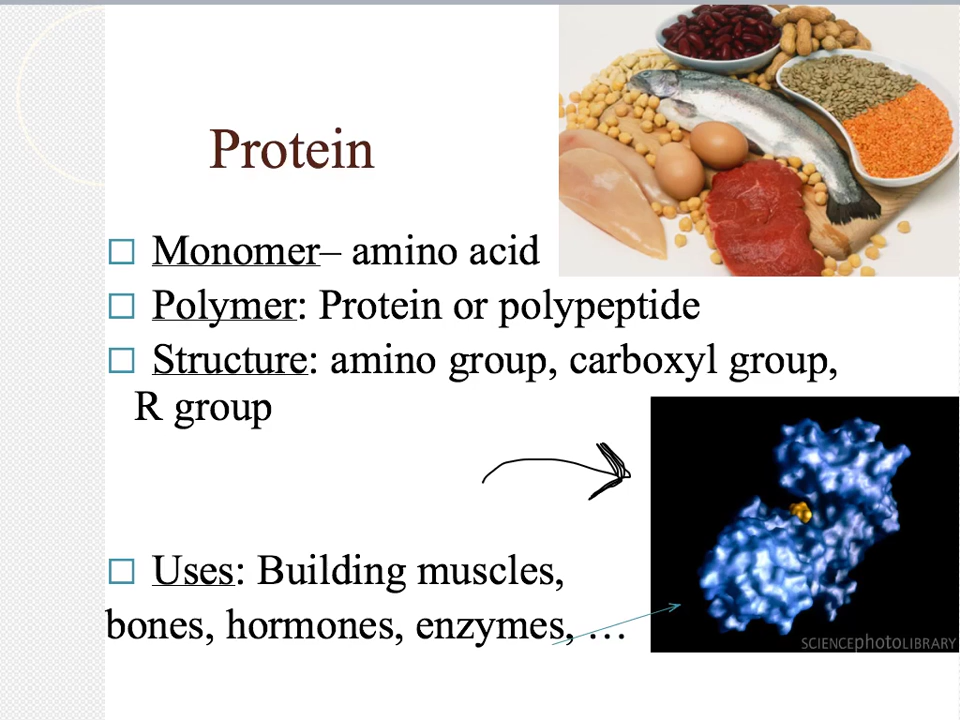 Protein
Monomer– amino acid
Polymer: Protein or polypeptide
Structure: amino group, carboxyl group,
R group
Uses: Building muscles,
bones, hormones, enzymes, …
SCIENCEphotoLIBRARY